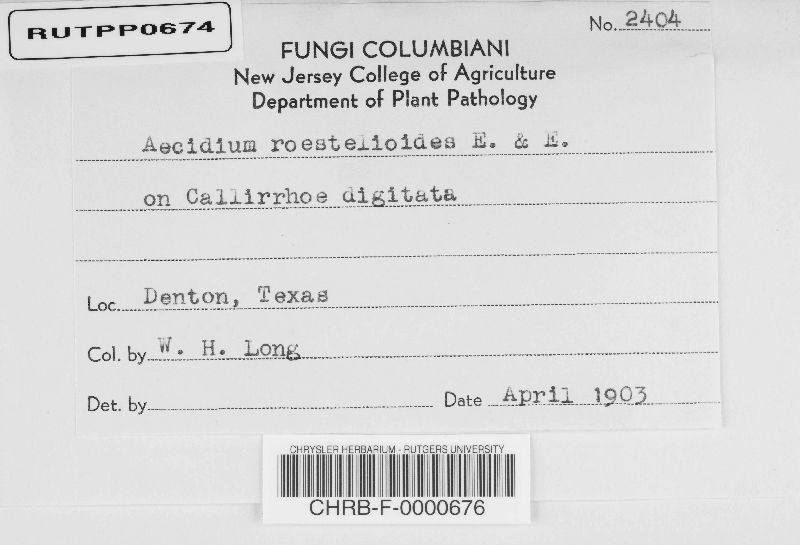 RUTPP0674
No. 2404
FUNGI COLUMBIANI
New Jersey College of Agriculture
Department of Plant Pathology
Aecidium roestelioides E. & E.
on Callirrhoe digitata
Loc. Denton, Texas
Col. by W. H. Long
Det. by
Date April 1903
CHRYSLER HERBARIUM - RUTGERS UNIVERSITY
CHRB-F-0000676